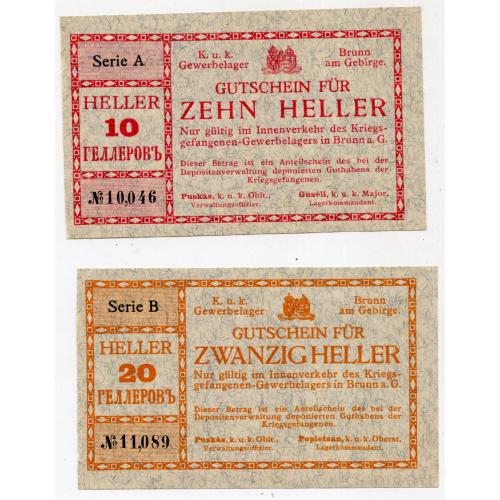 Serie A
HELLER
10
ГЕЛЛЕРОВЪ
№10,046
K. u. k. Brunn
Gewerbelager am Gebirge.
GUTSCHEIN FÜR
ZEHN HELLER
Nur gültig im Innenverkehr des Kriegs-
gefangenen-Gewerbelagers in Brunn a. G.
Dieser Betrag ist ein Anteilschein des bei der
Depositenverwaltung deponierten Guthabens der
Kriegsgefangenen.
Puskás, k. u. k. Oblt., Gusell, k. u. k. Major,
Verwaltungsoffizier. Lagerkommandant.
Serie B
HELLER
20
ГЕЛЛЕРОВЪ
№11,089
K. u. k. Brunn
Gewerbelager am Gebirge.
GUTSCHEIN FÜR
ZWANZIG HELLER
Nur gültig im Innenverkehr des Kriegs-
gefangenen-Gewerbelagers in Brunn a. G.
Dieser Betrag ist ein Anteilschein des bei der
Depositenverwaltung deponierten Guthabens der
Kriegsgefangenen.
Puskás, k. u. k. Oblt., Popletsan, k. u. k. Oberst,
Verwaltungsoffizier. Lagerkommandant.